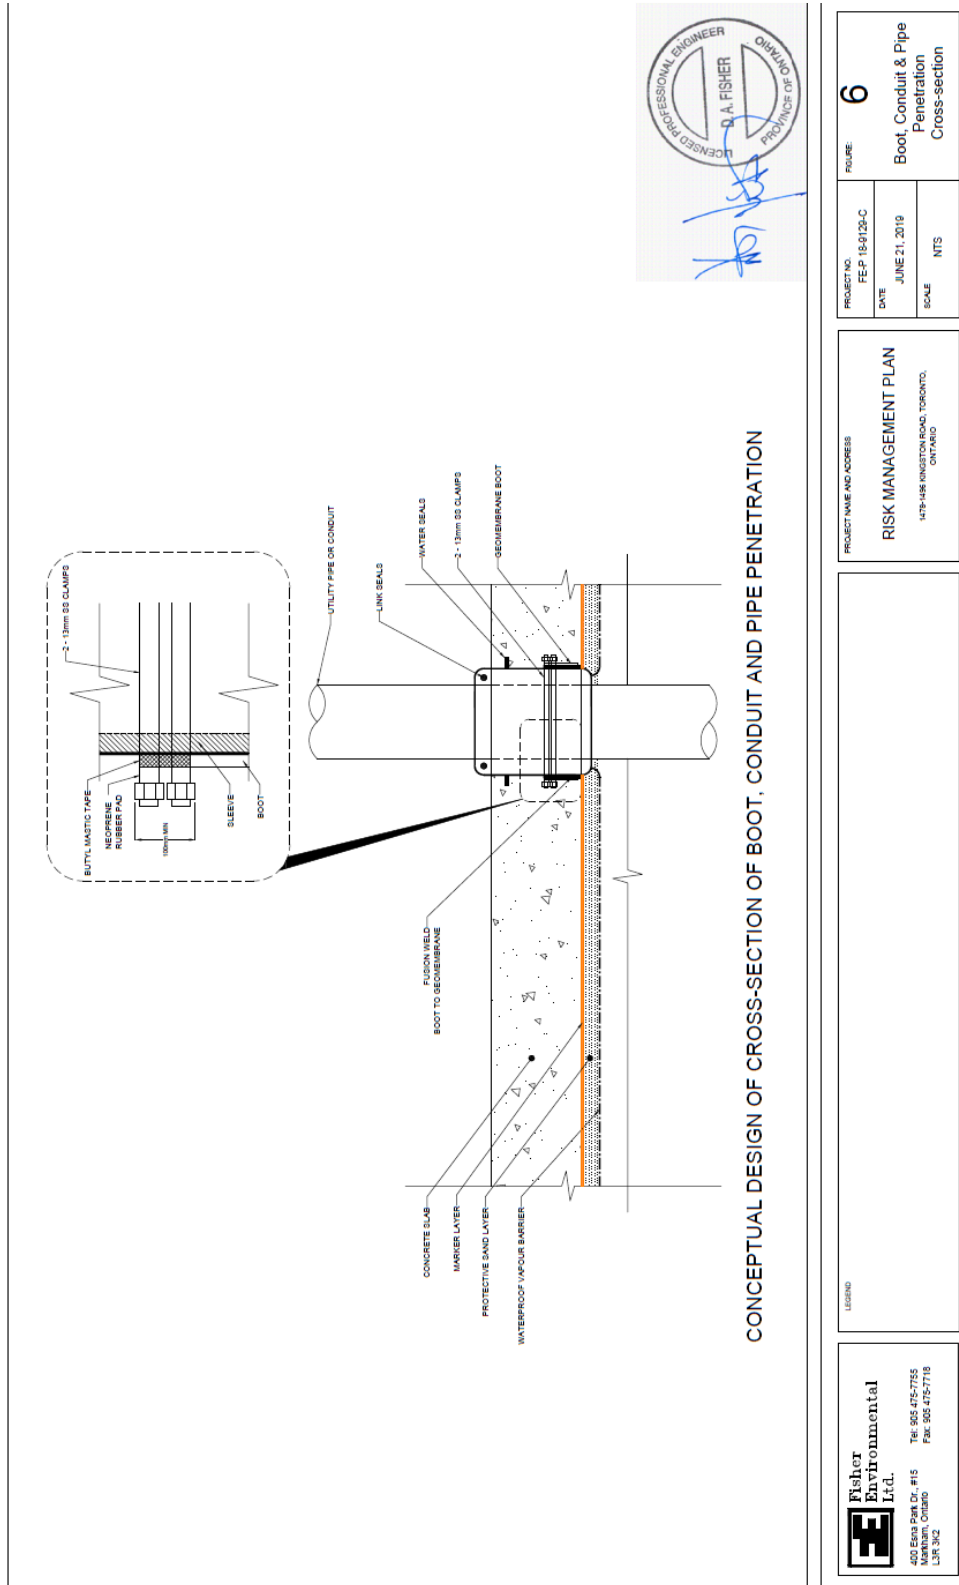 2 - 13mm SS CLAMPS
BUTYL MASTIC TAPE
NEOPRENE
RUBBER PAD
100mm MIN
SLEEVE
BOOT
UTILITY PIPE OR CONDUIT
LINK SEALS
WATER SEALS
2 - 13mm SS CLAMPS
GEOMEMBRANE BOOT
FUSION WELD
BOOT TO GEOMEMBRANE
CONCRETE SLAB
MARKER LAYER
PROTECTIVE SAND LAYER
WATERPROOF VAPOUR BARRIER
CONCEPTUAL DESIGN OF CROSS-SECTION OF BOOT, CONDUIT AND PIPE PENETRATION
LICENSED PROFESSIONAL ENGINEER
D. A. FISHER
PROVINCE OF ONTARIO
Fisher
Environmental
Ltd.
400 Esna Park Dr., #15
Markham, Ontario
L3R 3K2
Tel: 905 475-7755
Fax: 905 475-7718
LEGEND
PROJECT NAME AND ADDRESS
RISK MANAGEMENT PLAN
1478-1496 KINGSTON ROAD, TORONTO,
ONTARIO
PROJECT NO.
FE-P 18-9129-C
DATE
JUNE 21, 2019
SCALE
NTS
FIGURE:
6
Boot, Conduit & Pipe
Penetration
Cross-section